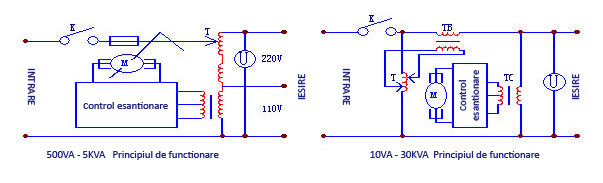 K
T
M
U
220V
INTRARE
IESIRE
Control esantionare
110V
500VA - 5KVA Principiul de functionare
K
TB
T
M
Control
esantionare
TC
U
INTRARE
IESIRE
10VA - 30KVA Principiul de functionare